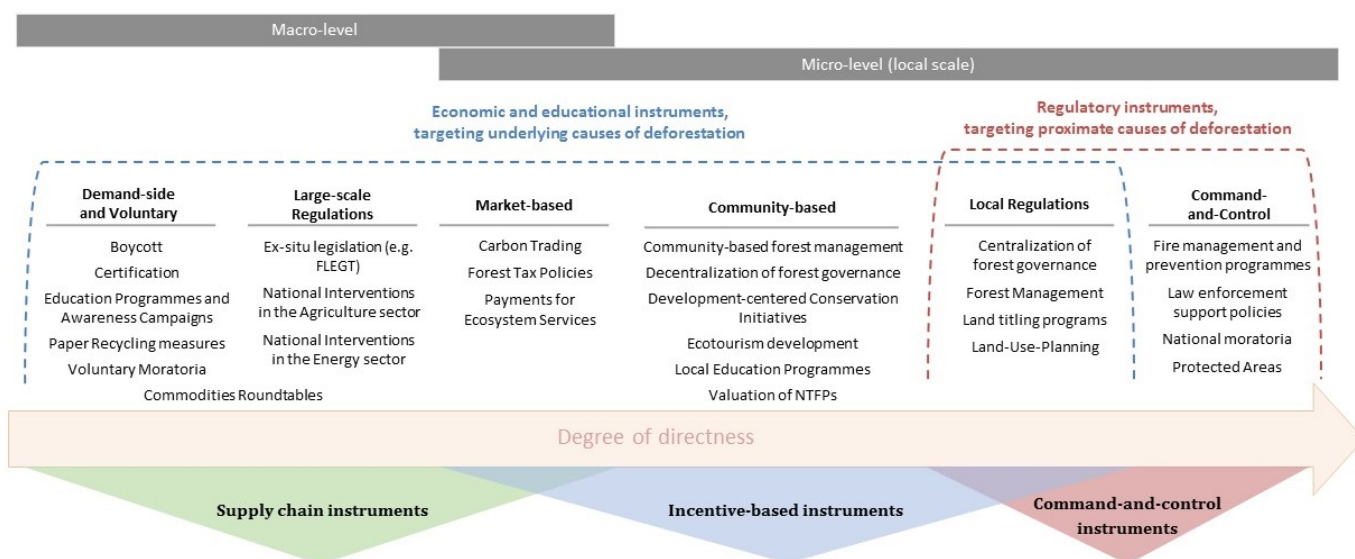 Macro-level
Micro-level (local scale)
Economic and educational instruments,
targeting underlying causes of deforestation
Regulatory instruments,
targeting proximate causes of deforestation
Demand-side
and Voluntary
Boycott
Certification
Education Programmes and
Awareness Campaigns
Paper Recycling measures
Voluntary Moratoria
Large-scale
Regulations
Ex-situ legislation (e.g.
FLEGT)
National Interventions
in the Agriculture sector
National Interventions
in the Energy sector
Commodities Roundtables
Market-based
Carbon Trading
Forest Tax Policies
Payments for
Ecosystem Services
Community-based
Community-based forest management
Decentralization of forest governance
Development-centered Conservation
Initiatives
Ecotourism development
Local Education Programmes
Valuation of NTFPs
Local Regulations
Centralization of
forest governance
Forest Management
Land titling programs
Land-Use-Planning
Command-
and-Control
Fire management and
prevention programmes
Law enforcement
support policies
National moratoria
Protected Areas
Degree of directness
Supply chain instruments
Incentive-based instruments
Command-and-control
instruments